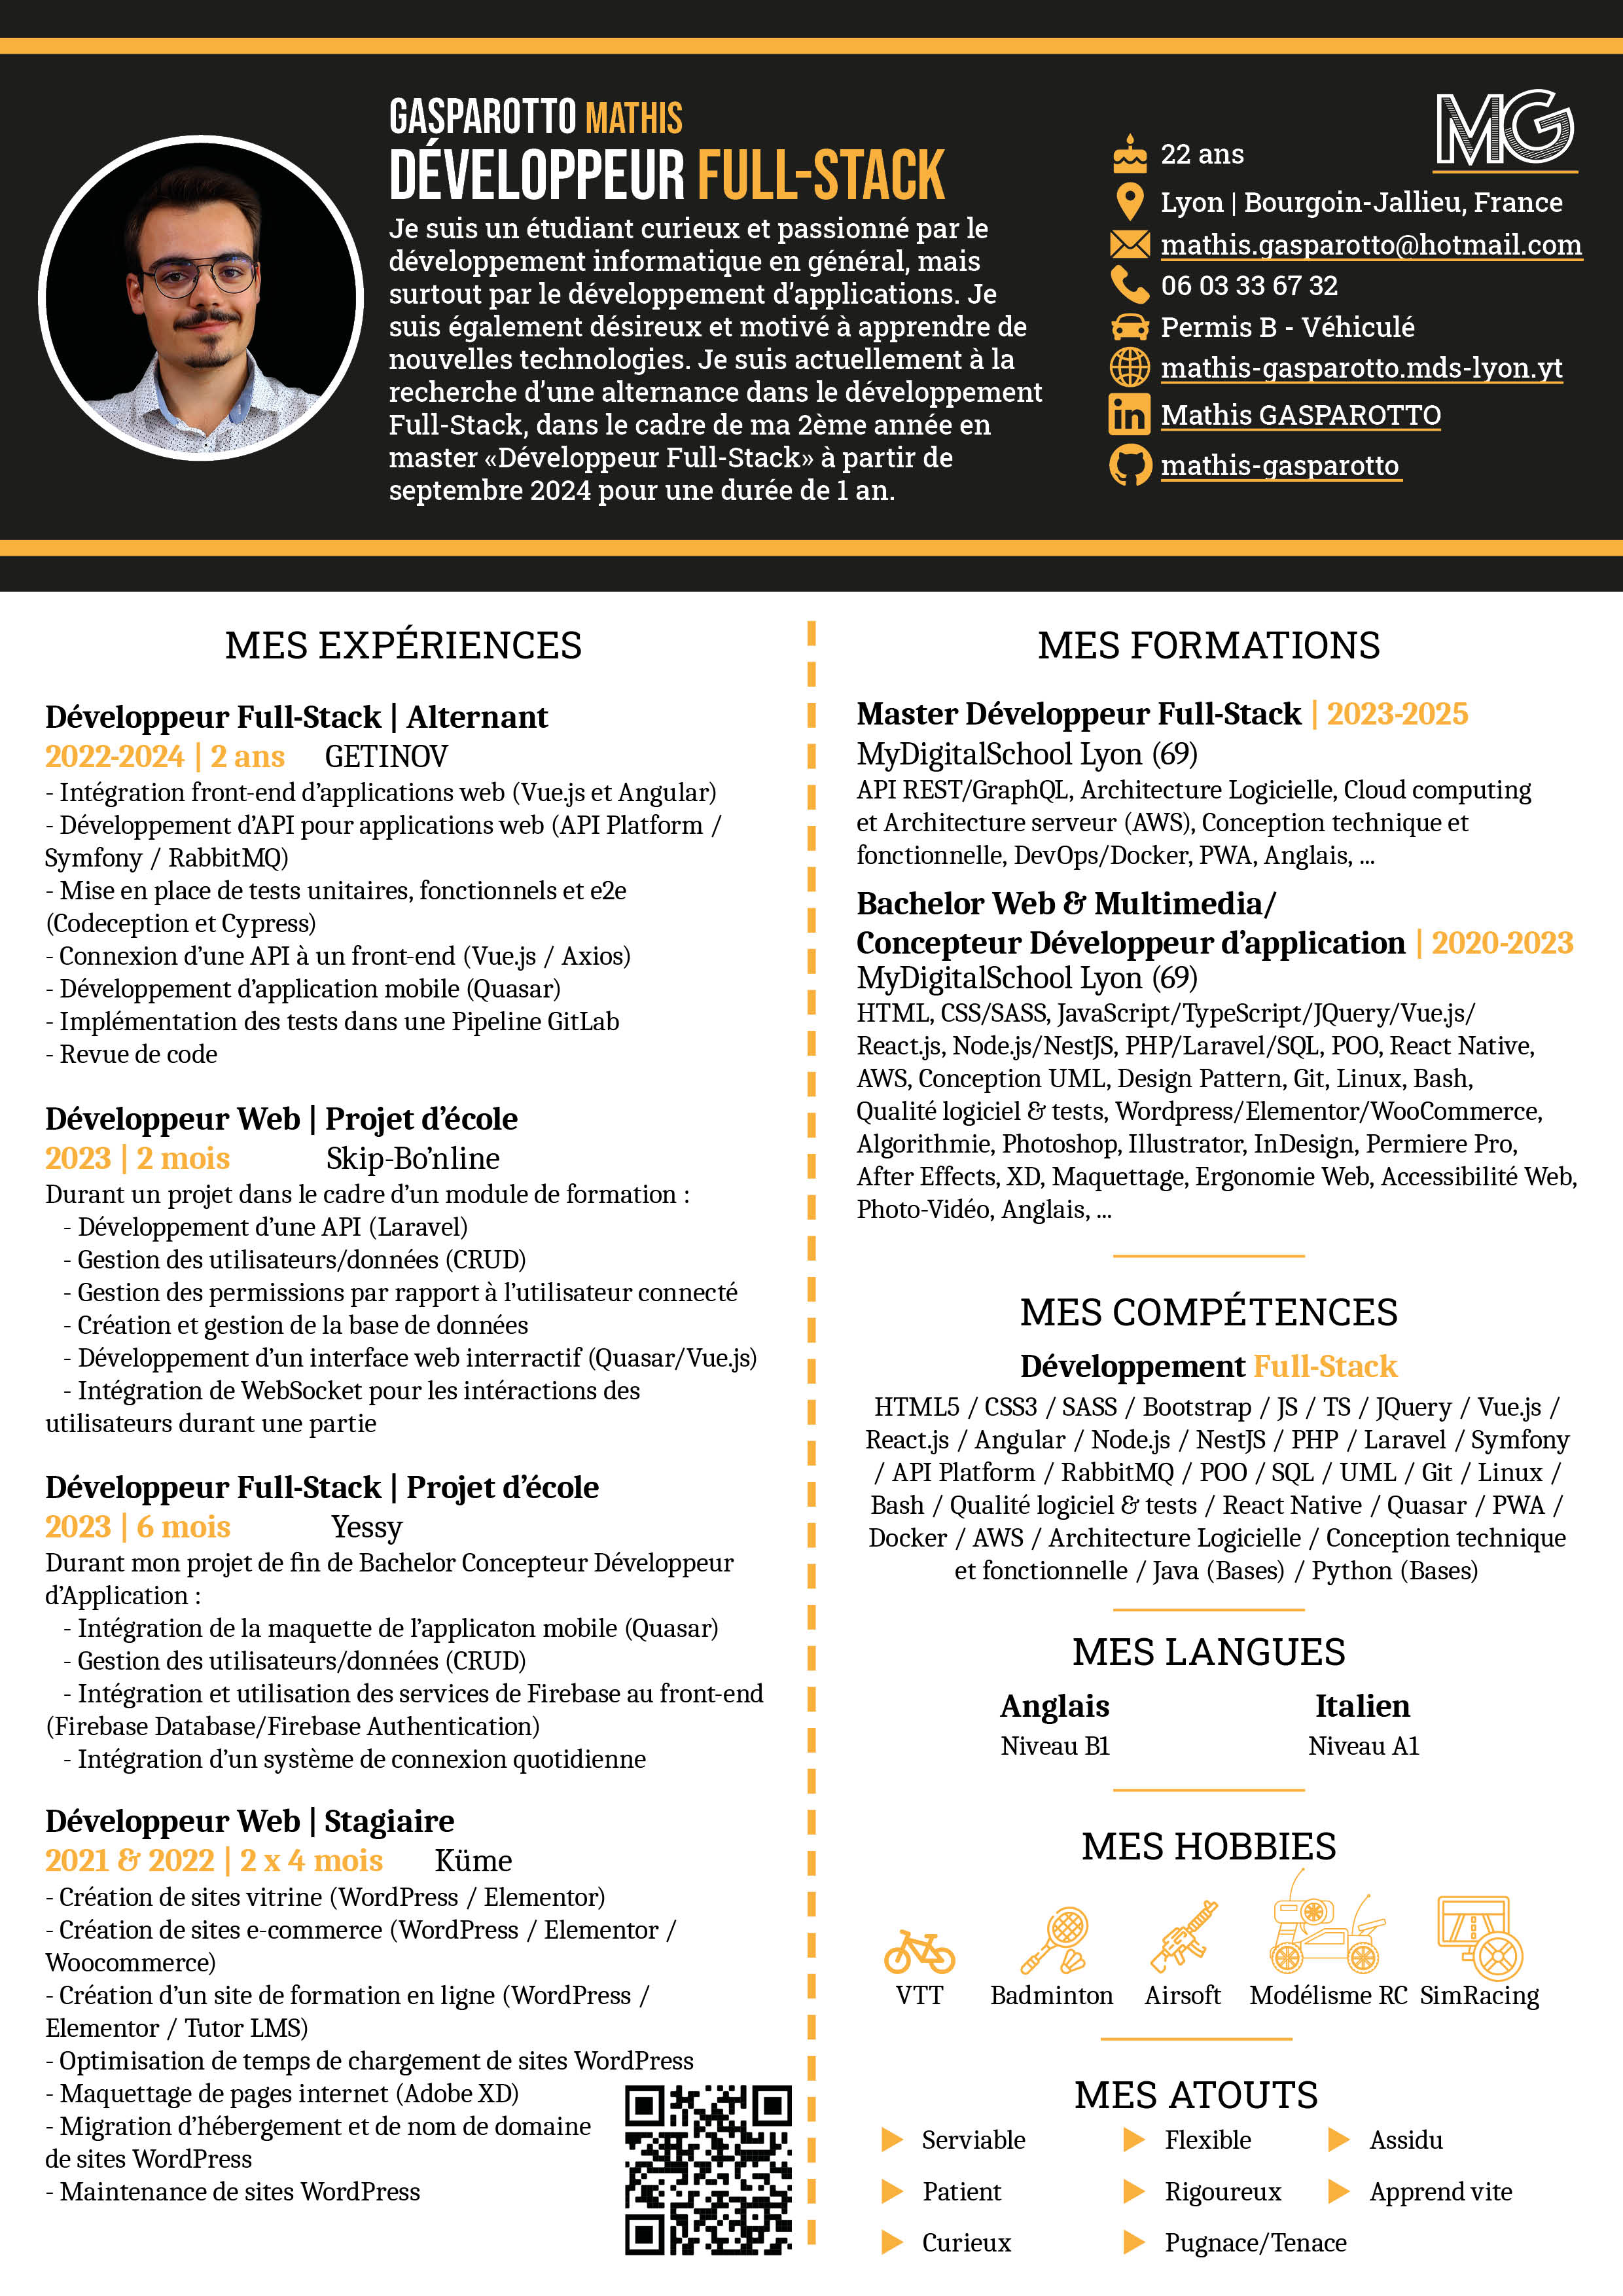 GASPAROTTO MATHIS
DÉVELOPPEUR FULL-STACK
Je suis un étudiant curieux et passionné par le
développement informatique en général, mais
surtout par le développement d’applications. Je
suis également désireux et motivé à apprendre de
nouvelles technologies. Je suis actuellement à la
recherche d’une alternance dans le développement
Full-Stack, dans le cadre de ma 2ème année en
master «Développeur Full-Stack» à partir de
septembre 2024 pour une durée de 1 an.
MG
22 ans
Lyon | Bourgoin-Jallieu, France
mathis.gasparotto@hotmail.com
06 03 33 67 32
Permis B - Véhiculé
mathis-gasparotto.mds-lyon.yt
in Mathis GASPAROTTO
mathis-gasparotto
MES EXPÉRIENCES
Développeur Full-Stack | Alternant
2022-2024 | 2 ans GETINOV
- Intégration front-end d’applications web (Vue.js et Angular)
- Développement d’API pour applications web (API Platform /
Symfony / RabbitMQ)
- Mise en place de tests unitaires, fonctionnels et e2e
(Codeception et Cypress)
- Connexion d’une API à un front-end (Vue.js / Axios)
- Développement d’application mobile (Quasar)
- Implémentation des tests dans une Pipeline GitLab
- Revue de code
Développeur Web | Projet d’école
2023 | 2 mois Skip-Bo’nline
Durant un projet dans le cadre d’un module de formation :
- Développement d’une API (Laravel)
- Gestion des utilisateurs/données (CRUD)
- Gestion des permissions par rapport à l’utilisateur connecté
- Création et gestion de la base de données
- Développement d’un interface web interractif (Quasar/Vue.js)
- Intégration de WebSocket pour les intéractions des
utilisateurs durant une partie
Développeur Full-Stack | Projet d’école
2023 | 6 mois Yessy
Durant mon projet de fin de Bachelor Concepteur Développeur
d’Application :
- Intégration de la maquette de l’applicaton mobile (Quasar)
- Gestion des utilisateurs/données (CRUD)
- Intégration et utilisation des services de Firebase au front-end
(Firebase Database/Firebase Authentication)
- Intégration d’un système de connexion quotidienne
Développeur Web | Stagiaire
2021 & 2022 | 2 x 4 mois Küme
- Création de sites vitrine (WordPress / Elementor)
- Création de sites e-commerce (WordPress / Elementor /
Woocommerce)
- Création d’un site de formation en ligne (WordPress /
Elementor / Tutor LMS)
- Optimisation de temps de chargement de sites WordPress
- Maquettage de pages internet (Adobe XD)
- Migration d’hébergement et de nom de domaine
de sites WordPress
- Maintenance de sites WordPress
MES FORMATIONS
Master Développeur Full-Stack | 2023-2025
MyDigitalSchool Lyon (69)
API REST/GraphQL, Architecture Logicielle, Cloud computing
et Architecture serveur (AWS), Conception technique et
fonctionnelle, DevOps/Docker, PWA, Anglais, ...
Bachelor Web & Multimedia/
Concepteur Développeur d’application | 2020-2023
MyDigitalSchool Lyon (69)
HTML, CSS/SASS, JavaScript/TypeScript/JQuery/Vue.js/
React.js, Node.js/NestJS, PHP/Laravel/SQL, POO, React Native,
AWS, Conception UML, Design Pattern, Git, Linux, Bash,
Qualité logiciel & tests, Wordpress/Elementor/WooCommerce,
Algorithmie, Photoshop, Illustrator, InDesign, Permiere Pro,
After Effects, XD, Maquettage, Ergonomie Web, Accessibilité Web,
Photo-Vidéo, Anglais, ...
MES COMPÉTENCES
Développement Full-Stack
HTML5 / CSS3 / SASS / Bootstrap / JS / TS / JQuery / Vue.js /
React.js / Angular / Node.js / NestJS / PHP / Laravel / Symfony
/ API Platform / RabbitMQ / POO / SQL / UML / Git / Linux /
Bash / Qualité logiciel & tests / React Native / Quasar / PWA /
Docker / AWS / Architecture Logicielle / Conception technique
et fonctionnelle / Java (Bases) / Python (Bases)
MES LANGUES
Anglais Italien
Niveau B1 Niveau A1
MES HOBBIES
VTT Badminton Airsoft Modélisme RC SimRacing
MES ATOUTS
Serviable Flexible Assidu
Patient Rigoureux Apprend vite
Curieux Pugnace/Tenace